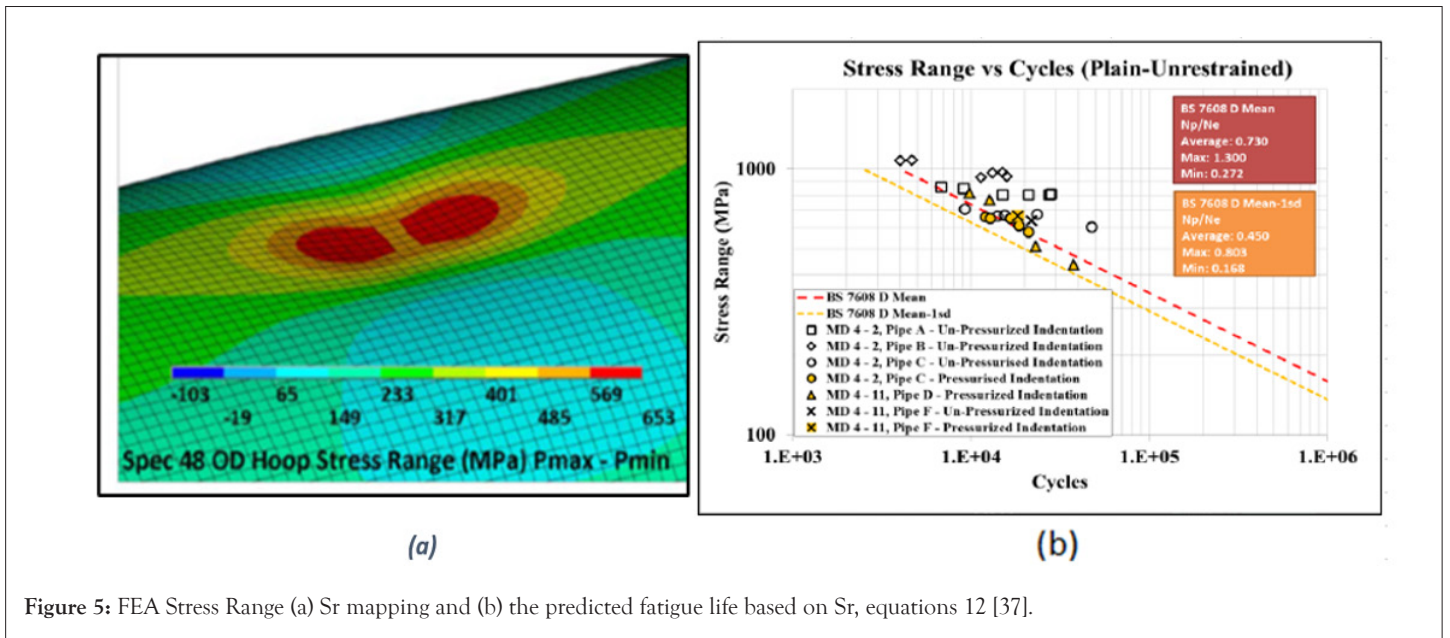 -103 65 233 401 569
-19 149 317 485 653
Spec 48 OD Hoop Stress Range (MPa) Pmax - Pmin
(a)
Stress Range vs Cycles (Plain-Unrestrained)
BS 7608 D Mean
Np/Ne
Average: 0.730
Max: 1.300
Min: 0.272
BS 7608 D Mean-1sd
Np/Ne
Average: 0.450
Max: 0.803
Min: 0.168
Stress Range (MPa)
1000
100
BS 7608 D Mean
BS 7608 D Mean-1sd
MD 4 - 2, Pipe A - Un-Pressurized Indentation
MD 4 - 2, Pipe B - Un-Pressurized Indentation
MD 4 - 2, Pipe C - Un-Pressurised Indentation
MD 4 - 2, Pipe C - Pressurised Indentation
MD 4 - 11, Pipe D - Pressurized Indentation
MD 4 - 11, Pipe F - Un-Pressurized Indentation
MD 4 - 11, Pipe F - Pressurized Indentation
1.E+03 1.E+04 1.E+05 1.E+06
Cycles
(b)
Figure 5: FEA Stress Range (a) Sr mapping and (b) the predicted fatigue life based on Sr, equations 12 [37].